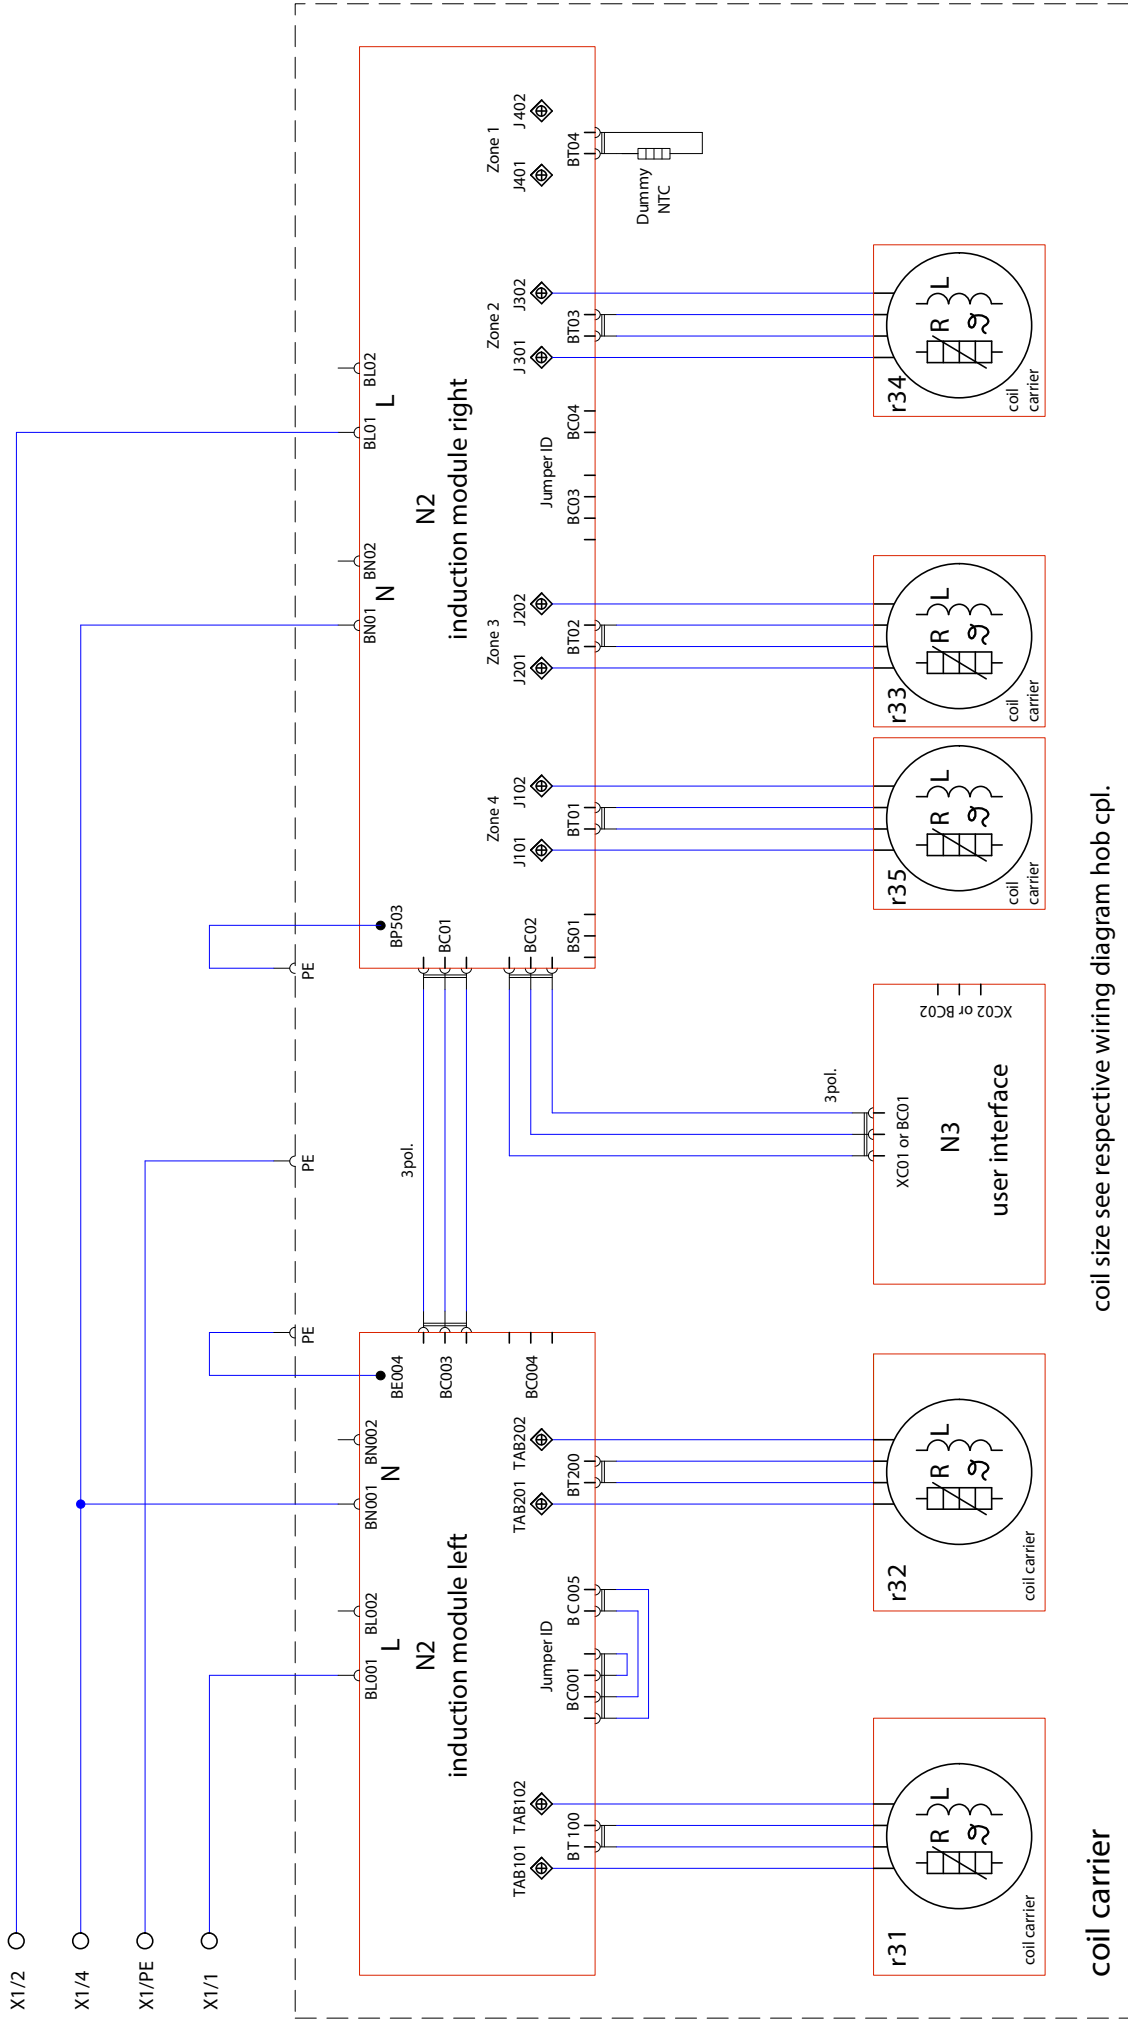 X1/2
X1/4
X1/PE
X1/1
PE
PE
PE
BL001
BL002
BN001
BN002
L
N
BE004
N2
induction module left
BC003
BC004
TAB101
TAB102
BT100
Jumper ID
BC001
BC005
TAB201
TAB202
BT200
3pol.
BP503
BC01
BC02
BS01
BN01
BN02
BL01
BL02
N
L
N2
induction module right
Zone 4
J101
J102
BT01
Zone 3
J201
J202
BT02
Jumper ID
BC03
BC04
Zone 2
J301
J302
BT03
Zone 1
J401
J402
BT04
Dummy
NTC
r31
R
L
ϑ
coil carrier
r32
R
L
ϑ
coil carrier
3pol.
XC01 or BC01
N3
user interface
XC02 or BC02
r35
R
L
ϑ
coil
carrier
r33
R
L
ϑ
coil
carrier
r34
R
L
ϑ
coil
carrier
coil carrier
coil size see respective wiring diagram hob cpl.